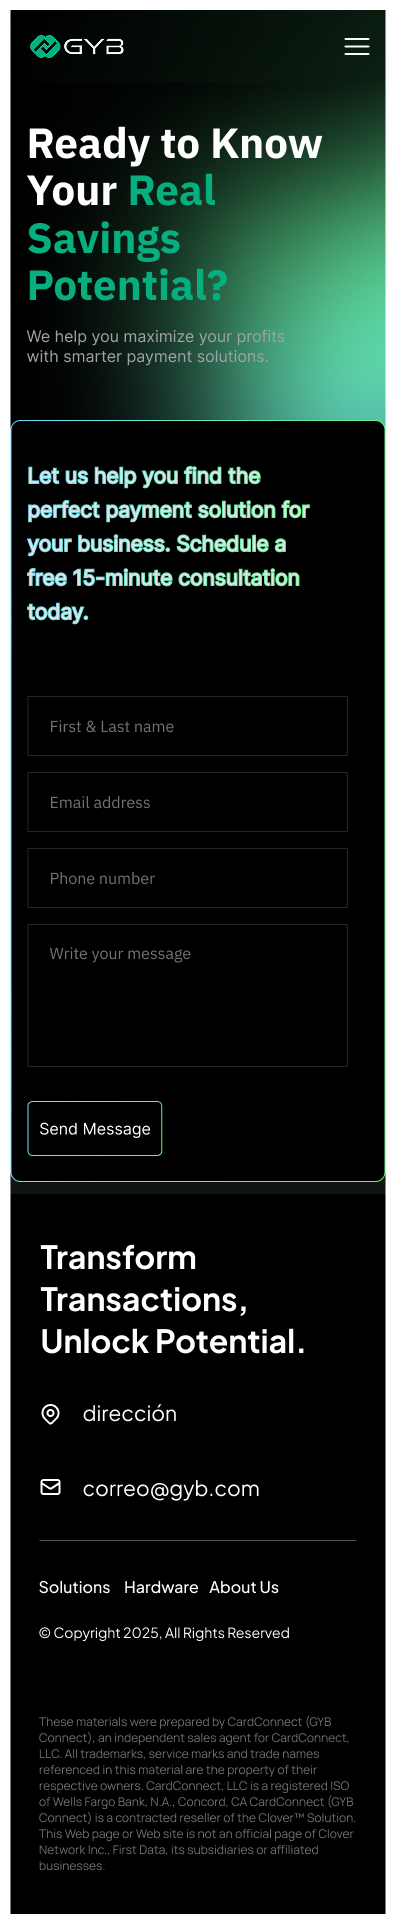 GYB
Ready to Know
Your Real
Savings
Potential?
We help you maximize your profits
with smarter payment solutions.
Let us help you find the
perfect payment solution for
your business. Schedule a
free 15-minute consultation
today.
First & Last name
Email address
Phone number
Write your message
Send Message
Transform
Transactions,
Unlock Potential.
dirección
correo@gyb.com
Solutions Hardware About Us
© Copyright 2025, All Rights Reserved
These materials were prepared by CardConnect (GYB
Connect), an independent sales agent for CardConnect,
LLC. All trademarks, service marks and trade names
referenced in this material are the property of their
respective owners. CardConnect, LLC is a registered ISO
of Wells Fargo Bank, N.A., Concord, CA CardConnect (GYB
Connect) is a contracted reseller of the Clover™ Solution.
This Web page or Web site is not an official page of Clover
Network Inc., First Data, its subsidiaries or affiliated
businesses.